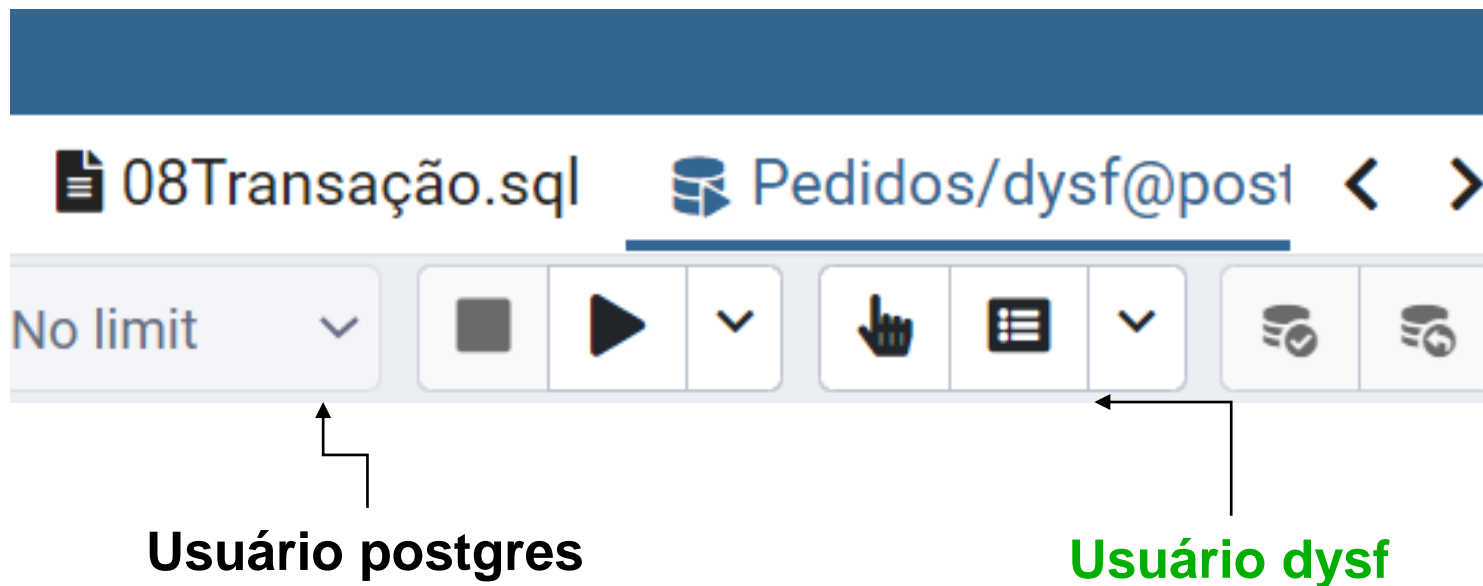 08Transação.sql Pedidos/dysf@post
No limit
Usuário postgres Usuário dysf